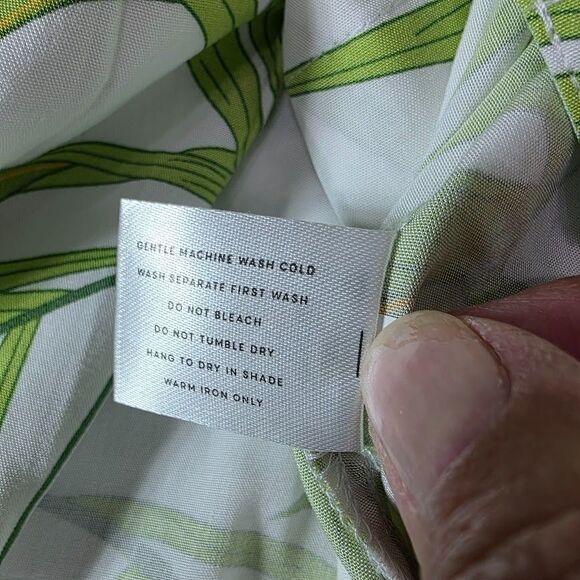 GENTLE MACHINE WASH COLD
WASH SEPARATE FIRST WASH
DO NOT BLEACH
DO NOT TUMBLE DRY
HANG TO DRY IN SHADE
WARM IRON ONLY